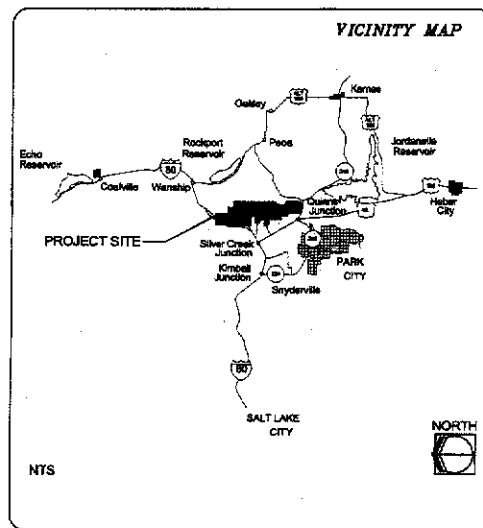 VICINITY MAP
Kamas
Oakley
Rockport
Reservoir
Peoa
Jordanelle
Reservoir
Echo
Reservoir
80
Coalville
Wanship
Heber
City
Junction
PROJECT SITE
Silver Creek
Junction
PARK
CITY
Kimball
Junction
Snyderville
80
SALT LAKE
CITY
NORTH
NTS